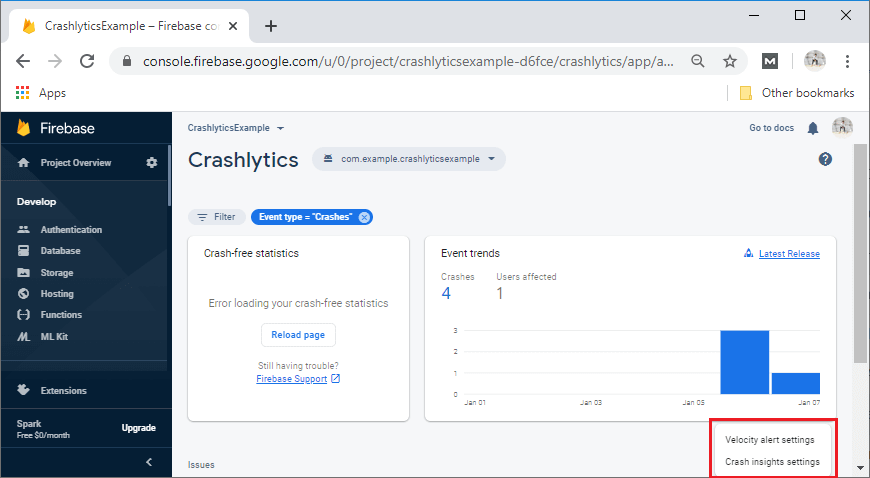 CrashlyticsExample – Firebase co
console.firebase.google.com/u/0/project/crashlyticsexample-d6fce/crashlytics/app/a...
M
Apps
Other bookmarks
Firebase
CrashlyticsExample
Go to docs
Project Overview
Crashlytics
com.example.crashlyticsexample
?
Develop
Authentication
Database
Storage
Hosting
Functions
ML Kit
Extensions
Spark
Free $0/month
Upgrade
Filter
Event type = "Crashes"
Crash-free statistics
Error loading your crash-free statistics
Reload page
Still having trouble?
Firebase Support
Event trends
Latest Release
Crashes
Users affected
4
1
3
2
1
0
Jan 01
Jan 03
Jan 05
Jan 07
Velocity alert settings
Crash insights settings
Issues